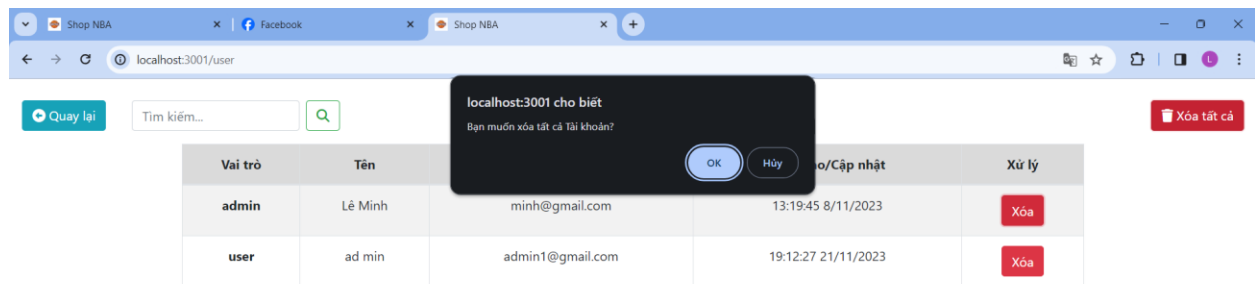 Shop NBA
Facebook
Shop NBA
localhost:3001/user
localhost:3001 cho biết
Bạn muốn xóa tất cả Tài khoản?
OK
Hủy
Quay lại
Tìm kiếm...
Xóa tất cả
Vai trò Tên o/Cập nhật Xử lý
admin Lê Minh minh@gmail.com 13:19:45 8/11/2023 Xóa
user ad min admin1@gmail.com 19:12:27 21/11/2023 Xóa
L